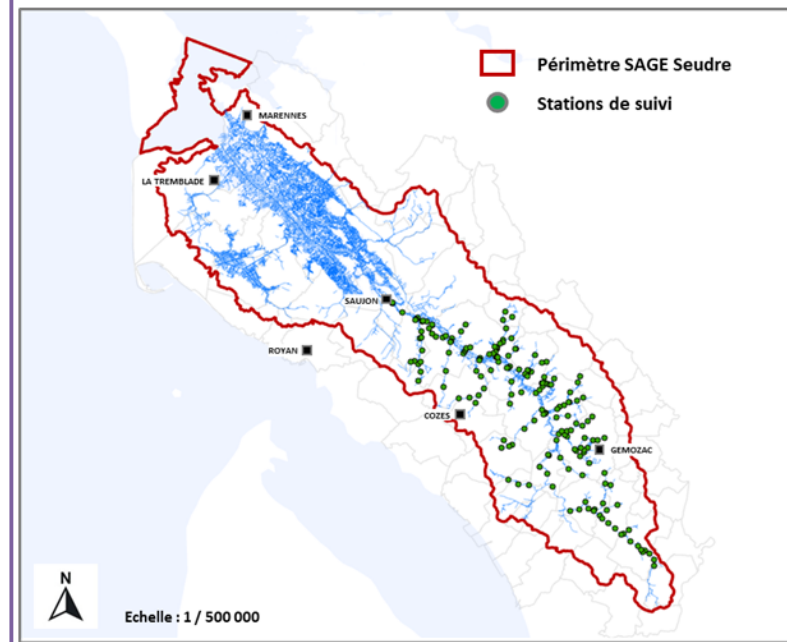 Périmètre SAGE Seudre
Stations de suivi
MARENNES
LA TREMBLADE
SAUJON
ROYAN
COZES
GEMOZAC
N
Echelle : 1 / 500 000